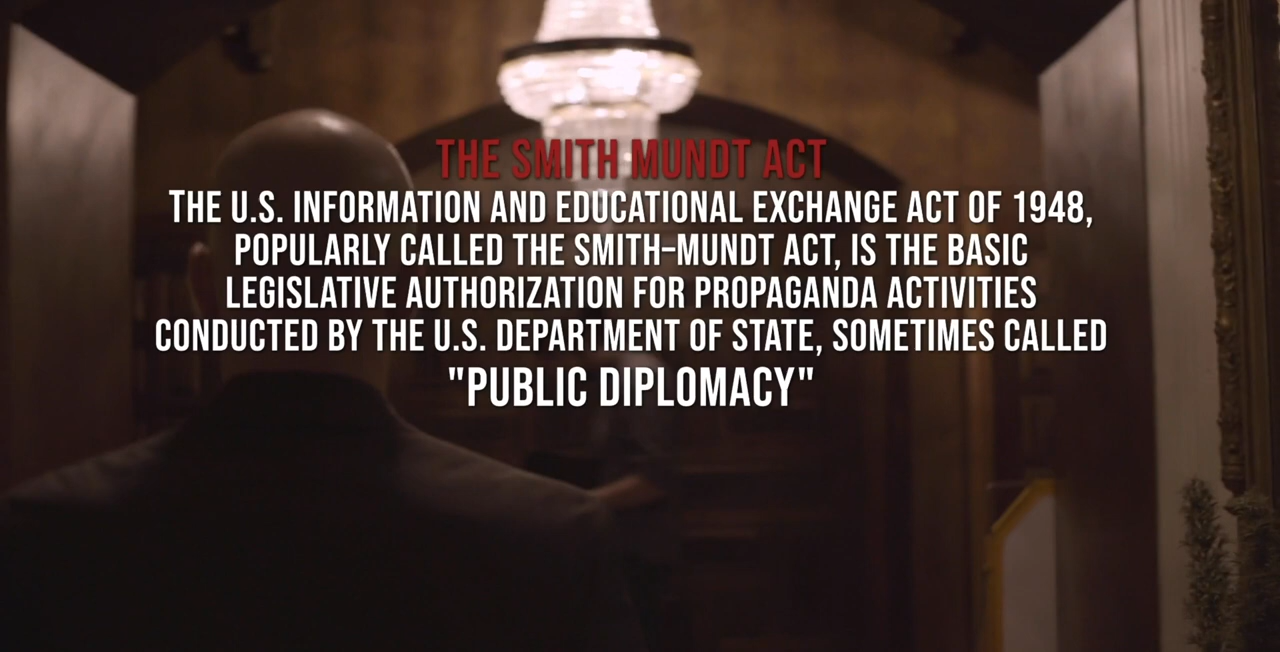 THE SMITH MUNDT ACT
THE U.S. INFORMATION AND EDUCATIONAL EXCHANGE ACT OF 1948,
POPULARLY CALLED THE SMITH–MUNDT ACT, IS THE BASIC
LEGISLATIVE AUTHORIZATION FOR PROPAGANDA ACTIVITIES
CONDUCTED BY THE U.S. DEPARTMENT OF STATE, SOMETIMES CALLED
"PUBLIC DIPLOMACY"